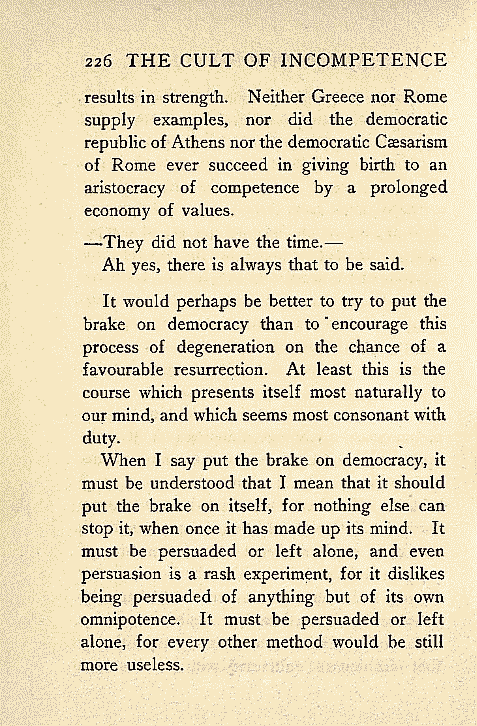 226 THE CULT OF INCOMPETENCE
results in strength. Neither Greece nor Rome
supply examples, nor did the democratic
republic of Athens nor the democratic Cæsarism
of Rome ever succeed in giving birth to an
aristocracy of competence by a prolonged
economy of values.
—They did not have the time.—
Ah yes, there is always that to be said.
It would perhaps be better to try to put the
brake on democracy than to encourage this
process of degeneration on the chance of a
favourable resurrection. At least this is the
course which presents itself most naturally to
our mind, and which seems most consonant with
duty.
When I say put the brake on democracy, it
must be understood that I mean that it should
put the brake on itself, for nothing else can
stop it, when once it has made up its mind. It
must be persuaded or left alone, and even
persuasion is a rash experiment, for it dislikes
being persuaded of anything but of its own
omnipotence. It must be persuaded or left
alone, for every other method would be still
more useless.